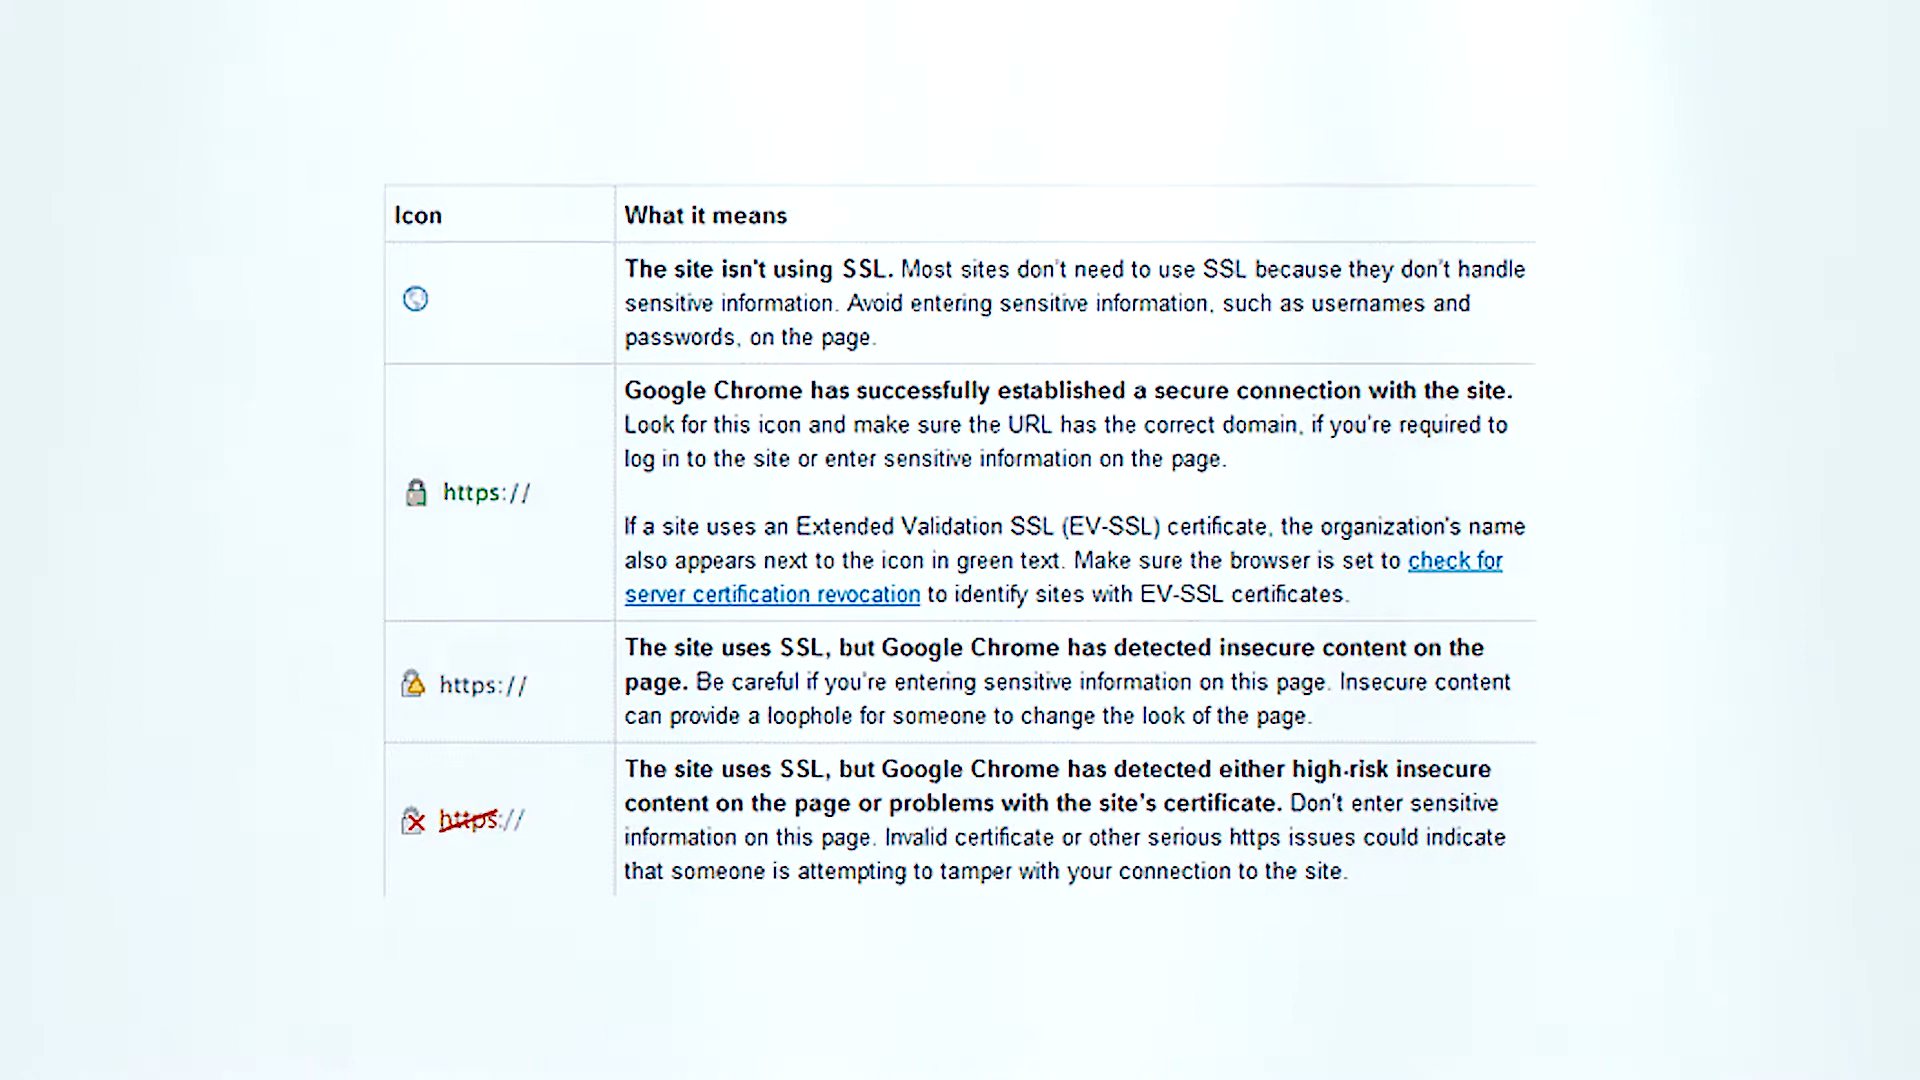 Icon
What it means
The site isn't using SSL. Most sites don't need to use SSL because they don't handle
sensitive information. Avoid entering sensitive information, such as usernames and
passwords, on the page.
Google Chrome has successfully established a secure connection with the site.
Look for this icon and make sure the URL has the correct domain, if you're required to
log in to the site or enter sensitive information on the page.
https://
If a site uses an Extended Validation SSL (EV-SSL) certificate, the organization's name
also appears next to the icon in green text. Make sure the browser is set to check for
server certification revocation to identify sites with EV-SSL certificates.
The site uses SSL, but Google Chrome has detected insecure content on the
https://
page. Be careful if you're entering sensitive information on this page. Insecure content
can provide a loophole for someone to change the look of the page.
The site uses SSL, but Google Chrome has detected either high-risk insecure
content on the page or problems with the site's certificate. Don't enter sensitive
https://
information on this page. Invalid certificate or other serious https issues could indicate
that someone is attempting to tamper with your connection to the site.